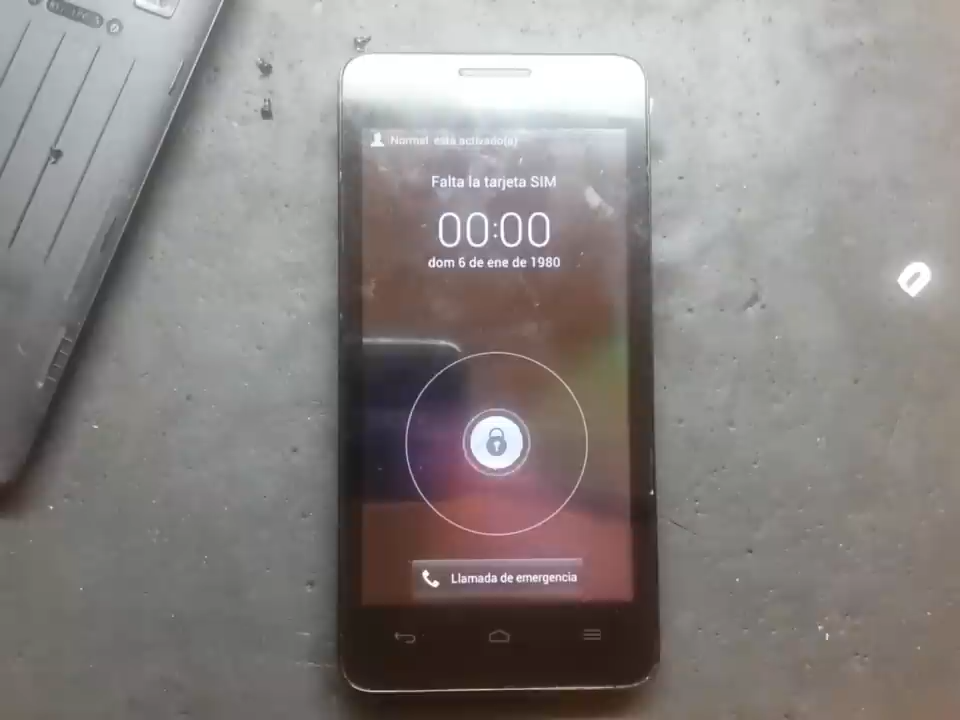 Normal está activado(a)
Falta la tarjeta SIM
00:00
dom 6 de ene de 1980
Llamada de emergencia